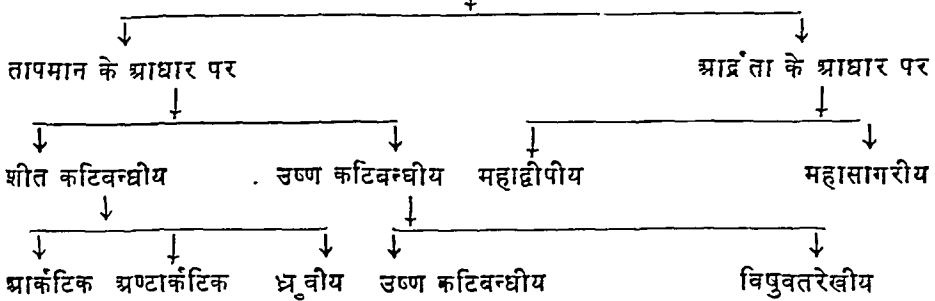 तापमान के आधार पर आर्द्रता के आधार पर
शीत कटिबन्धीय . उष्ण कटिबन्धीय महाद्वीपीय महासागरीय
आर्कटिक अण्टार्कटिक ध्रुवीय उष्ण कटिबन्धीय विषुवतरेखीय